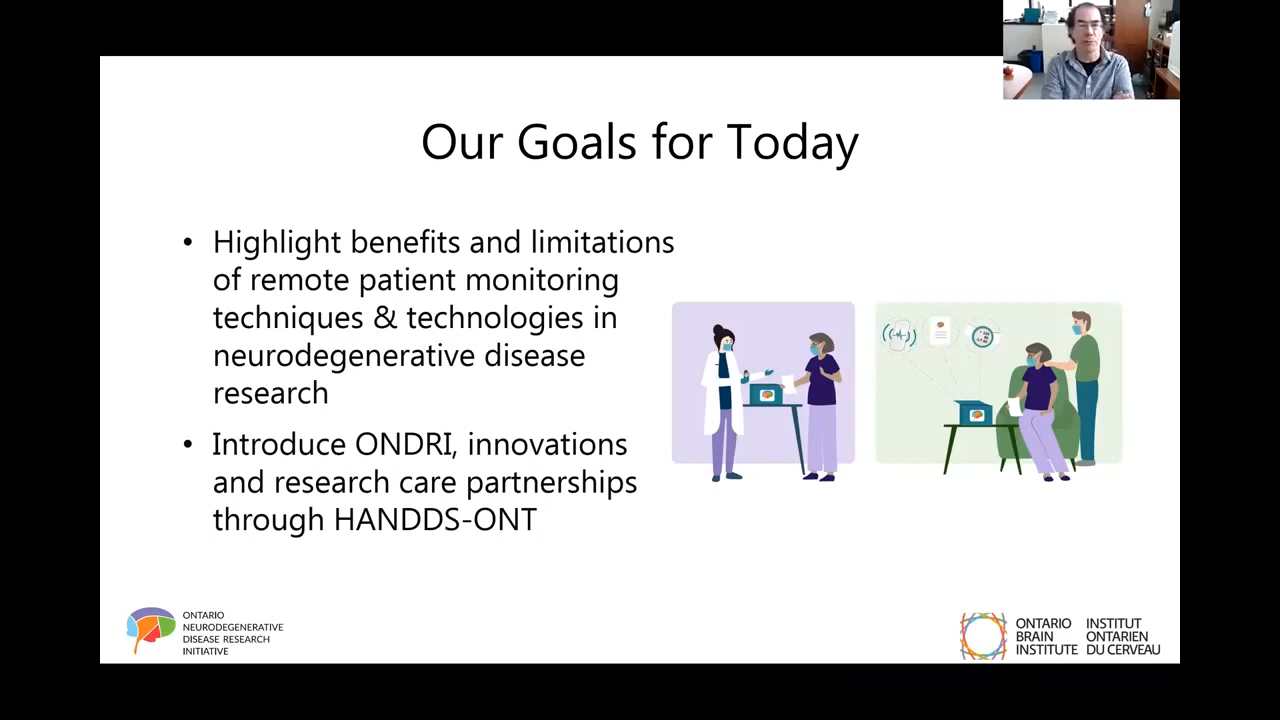 Our Goals for Today
• Highlight benefits and limitations
of remote patient monitoring
techniques & technologies in
neurodegenerative disease
research
• Introduce ONDRI, innovations
and research care partnerships
through HANDDS-ONT
ONTARIO
NEURODEGENERATIVE
DISEASE RESEARCH
INITIATIVE
ONTARIO
BRAIN
INSTITUTE
INSTITUT
ONTARIEN
DU CERVEAU